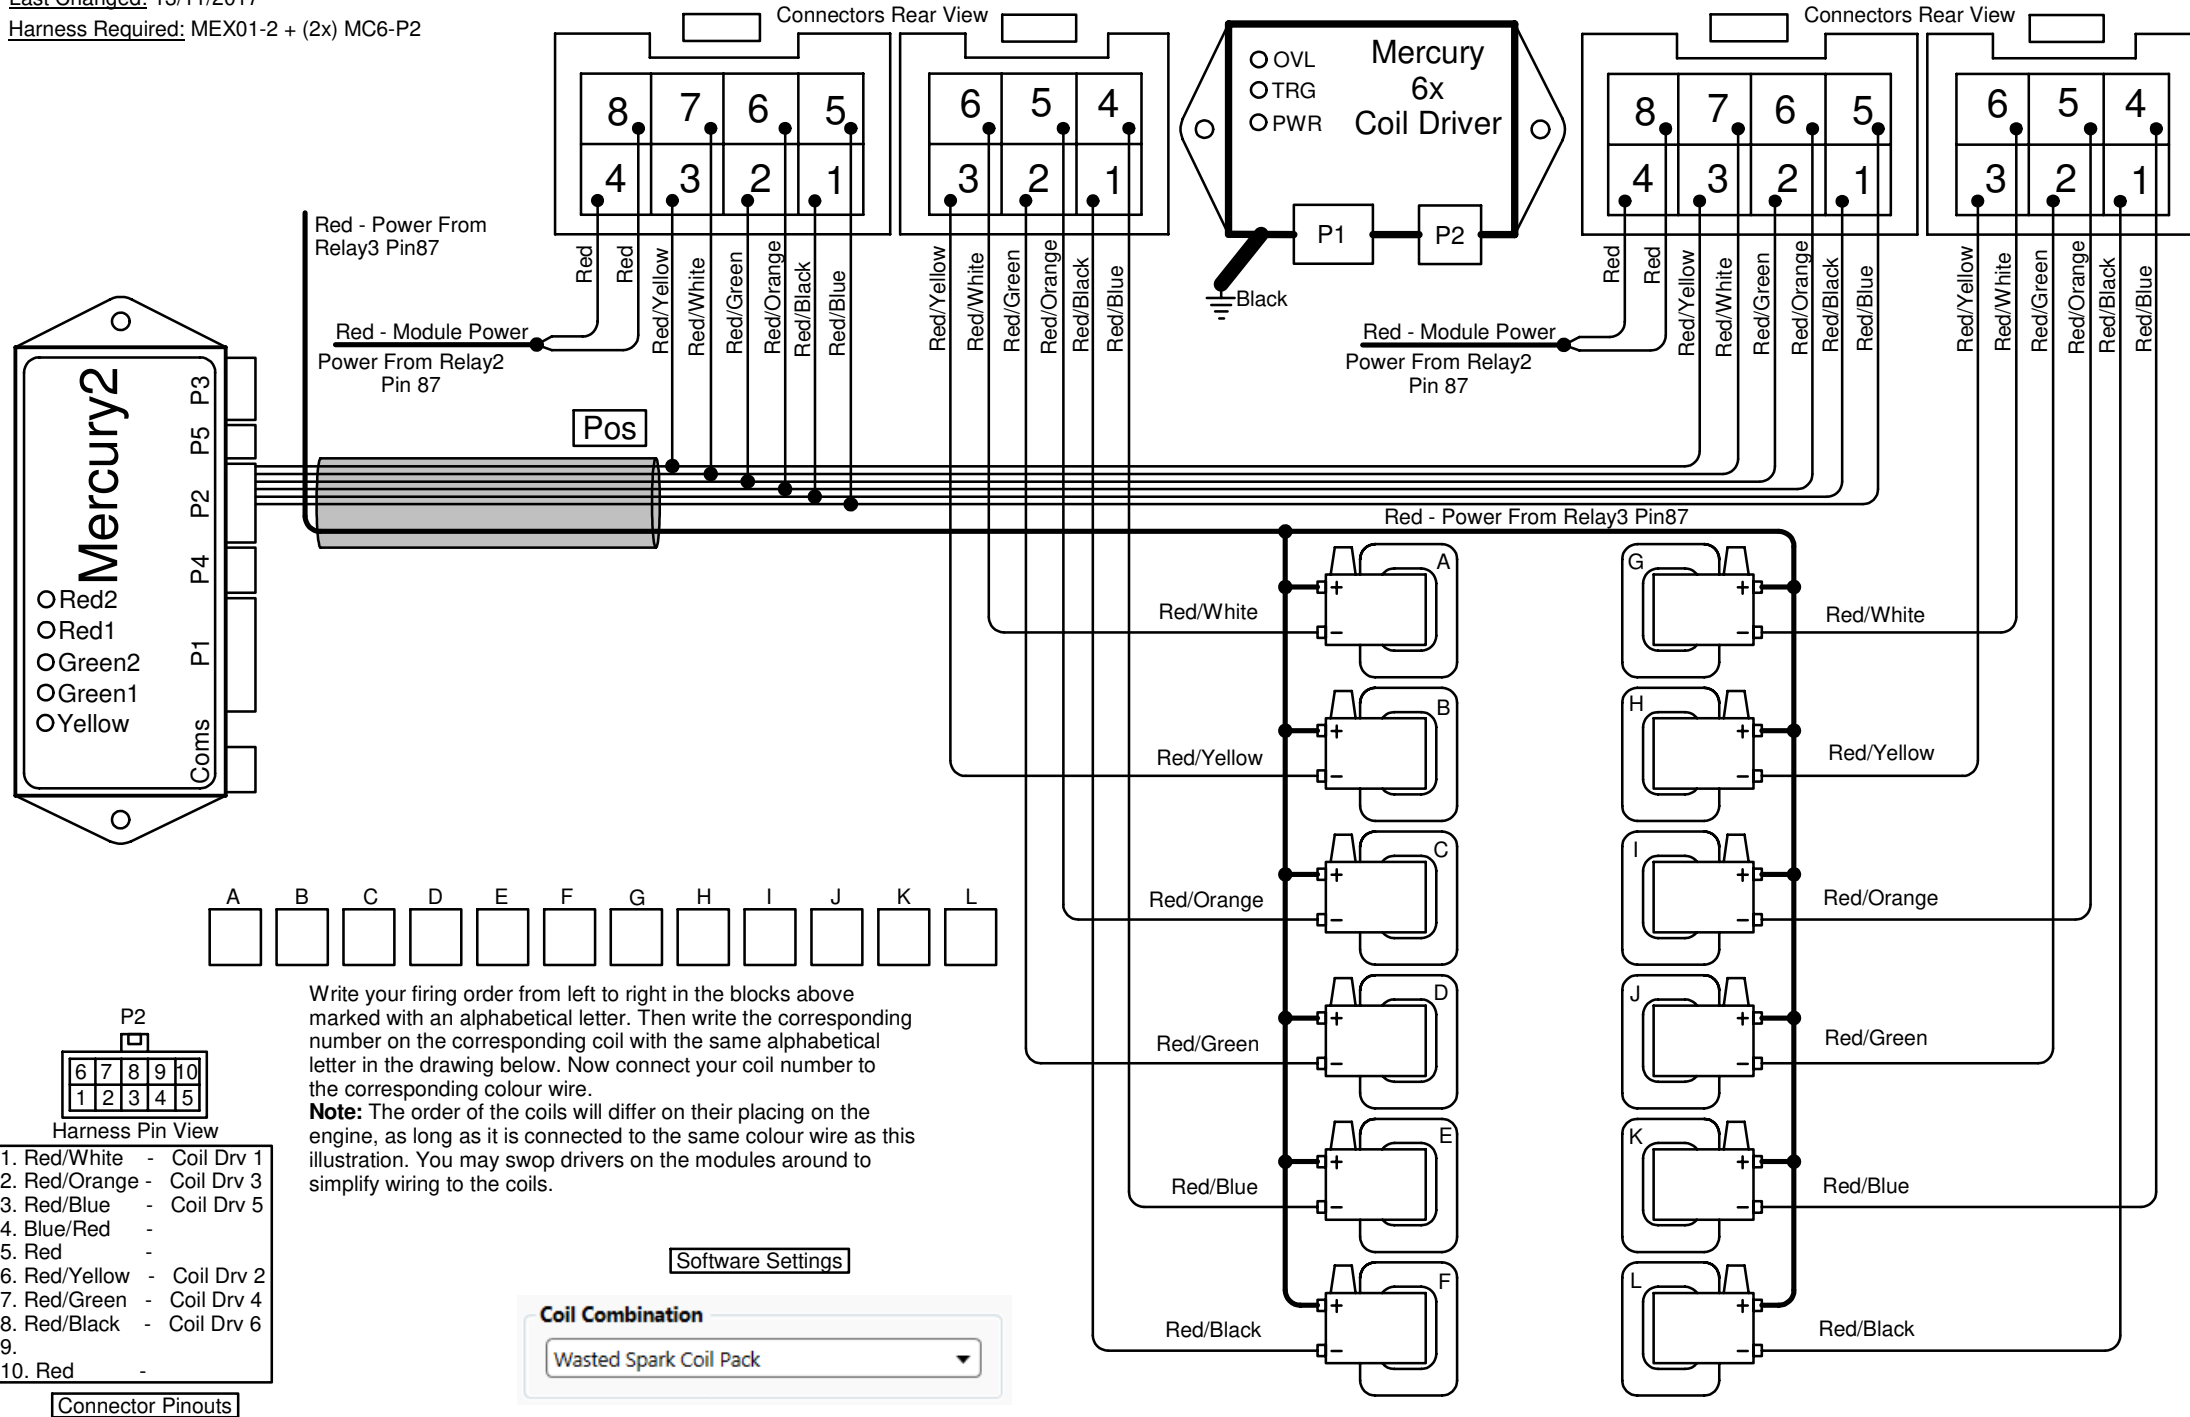 Last Changed: 13/11/2017
Harness Required: MEX01-2 + (2x) MC6-P2
Connectors Rear View
Connectors Rear View
8 7 6 5
4 3 2 1
6 5 4
3 2 1
OVL
TRG
PWR
Mercury
6x
Coil Driver
P1
P2
Black
8 7 6 5
4 3 2 1
6 5 4
3 2 1
Red - Power From
Relay3 Pin87
Red - Module Power
Power From Relay2
Pin 87
Red
Red
Red/Yellow
Red/White
Red/Green
Red/Orange
Red/Black
Red/Blue
Red/Yellow
Red/White
Red/Green
Red/Orange
Red/Black
Red/Blue
Red - Module Power
Power From Relay2
Pin 87
Red
Red
Red/Yellow
Red/White
Red/Green
Red/Orange
Red/Black
Red/Blue
Red/Yellow
Red/White
Red/Green
Red/Orange
Red/Black
Red/Blue
Pos
Mercury2
P3
P5
P2
P4
P1
Coms
Red2
Red1
Green2
Green1
Yellow
Red - Power From Relay3 Pin87
Red/White
+
-
A
G
+
-
Red/White
Red/Yellow
+
-
B
H
+
-
Red/Yellow
Red/Orange
+
-
C
I
+
-
Red/Orange
Red/Green
+
-
D
J
+
-
Red/Green
Red/Blue
+
-
E
K
+
-
Red/Blue
Red/Black
+
-
F
L
+
-
Red/Black
A B C D E F G H I J K L
Write your firing order from left to right in the blocks above
marked with an alphabetical letter. Then write the corresponding
number on the corresponding coil with the same alphabetical
letter in the drawing below. Now connect your coil number to
the corresponding colour wire.
Note: The order of the coils will differ on their placing on the
engine, as long as it is connected to the same colour wire as this
illustration. You may swop drivers on the modules around to
simplify wiring to the coils.
P2
6 7 8 9 10
1 2 3 4 5
Harness Pin View
1. Red/White - Coil Drv 1
2. Red/Orange - Coil Drv 3
3. Red/Blue - Coil Drv 5
4. Blue/Red -
5. Red -
6. Red/Yellow - Coil Drv 2
7. Red/Green - Coil Drv 4
8. Red/Black - Coil Drv 6
9.
10. Red -
Connector Pinouts
Software Settings
Coil Combination
Wasted Spark Coil Pack